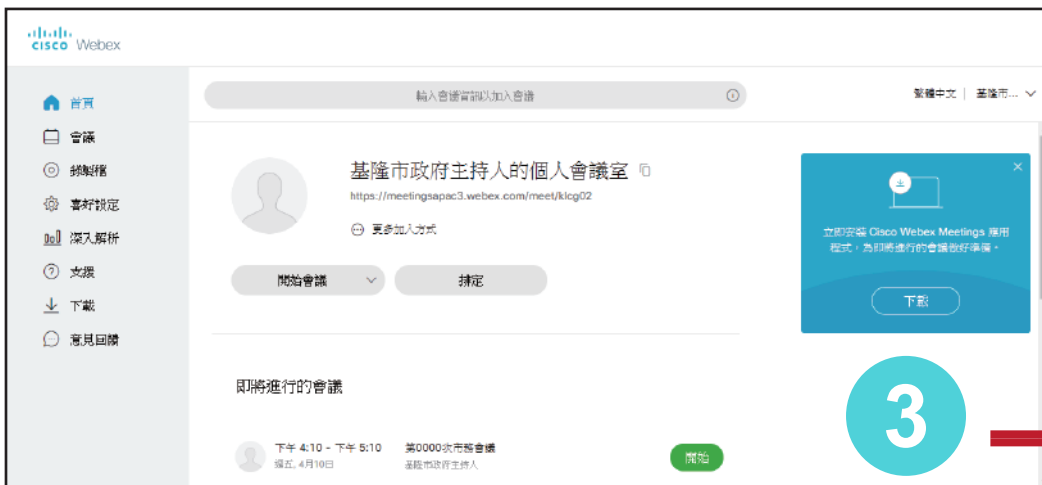 cisco Webex
首頁
會議
錄製檔
喜好設定
深入解析
支援
下載
意見回饋
輸入會議資訊以加入會議
繁體中文 | 基隆市...
基隆市政府主持人的個人會議室
https://meetingsapac3.webex.com/meet/klcg02
更多加入方式
開始會議
排定
立即安裝 Cisco Webex Meetings 應用
程式，為即將進行的會議做好準備。
下載
即將進行的會議
下午 4:10 - 下午 5:10 第0000次市務會議
週五, 4月10日 基隆市政府主持人
開始
3